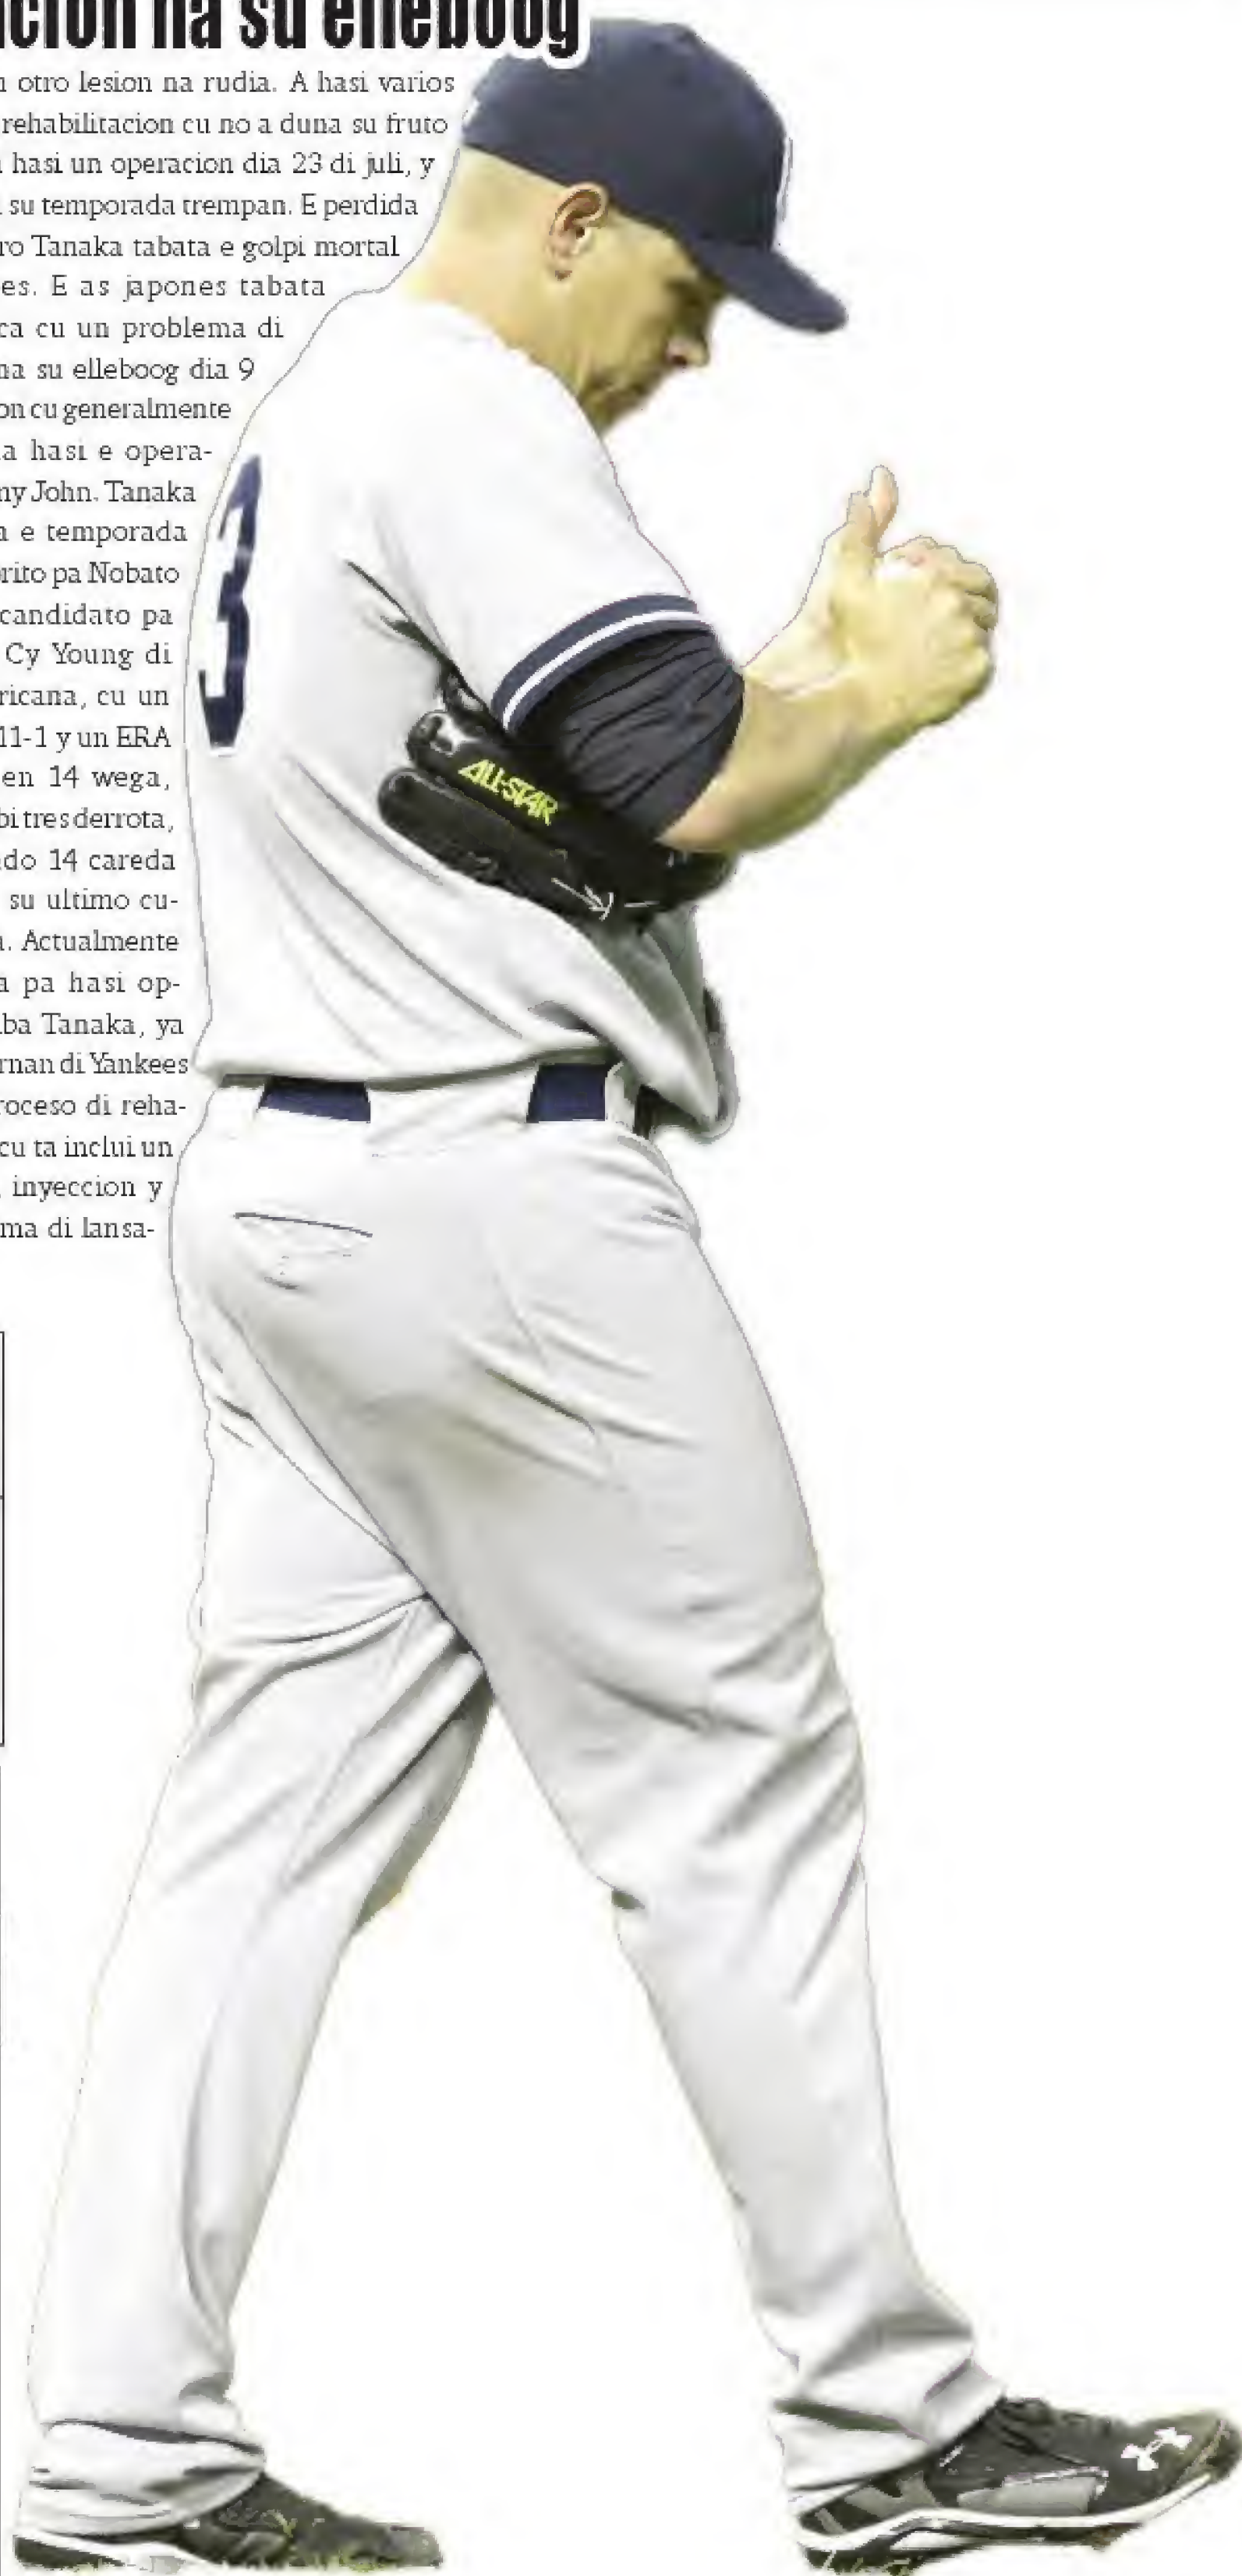 su elleboog
otro lesion na rudia. A hasi varios
rehabilitacion cu no a duna su fruto
hasi un operacion dia 23 di juli, y
su temporada trempan. E perdida
ro Tanaka tabata e golpi mortal
es. E as japones tabata
ca cu un problema di
na su elleboog dia 9
on cu generalmente
a hasi e opera-
ny John. Tanaka
a e temporada
orito pa Nobato
candidato pa
Cy Young di
ricana, cu un
11-1 y un ERA
en 14 wega,
bi tres derrota,
do 14 careda
su ultimo cu-
a. Actualmente
a pa hasi op-
ba Tanaka, ya
rnan di Yankees
roceso di reha-
cu ta inclui un
, inyeccion y
ma di lansa-
3
ALL-STAR